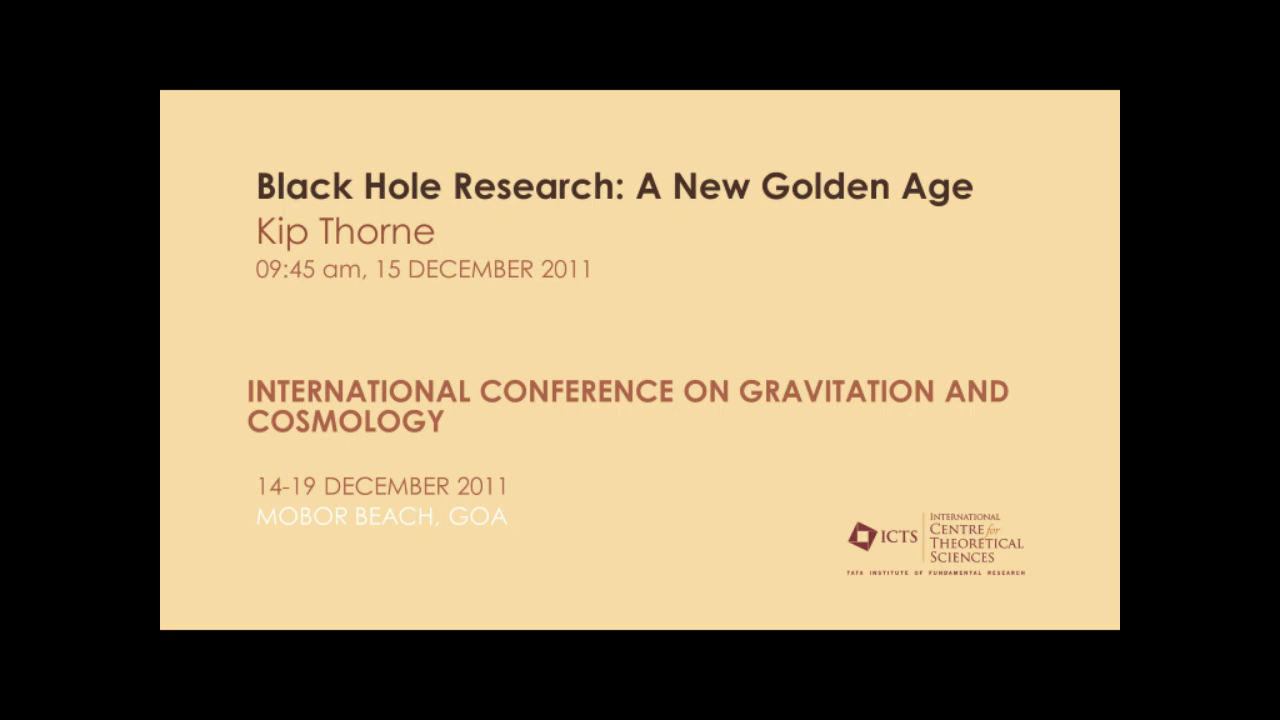 Black Hole Research: A New Golden Age
Kip Thorne
09:45 am, 15 DECEMBER 2011
INTERNATIONAL CONFERENCE ON GRAVITATION AND
COSMOLOGY
14-19 DECEMBER 2011
MOBOR BEACH, GOA
ICTS
INTERNATIONAL
CENTRE for
THEORETICAL
SCIENCES
TATA INSTITUTE OF FUNDAMENTAL RESEARCH